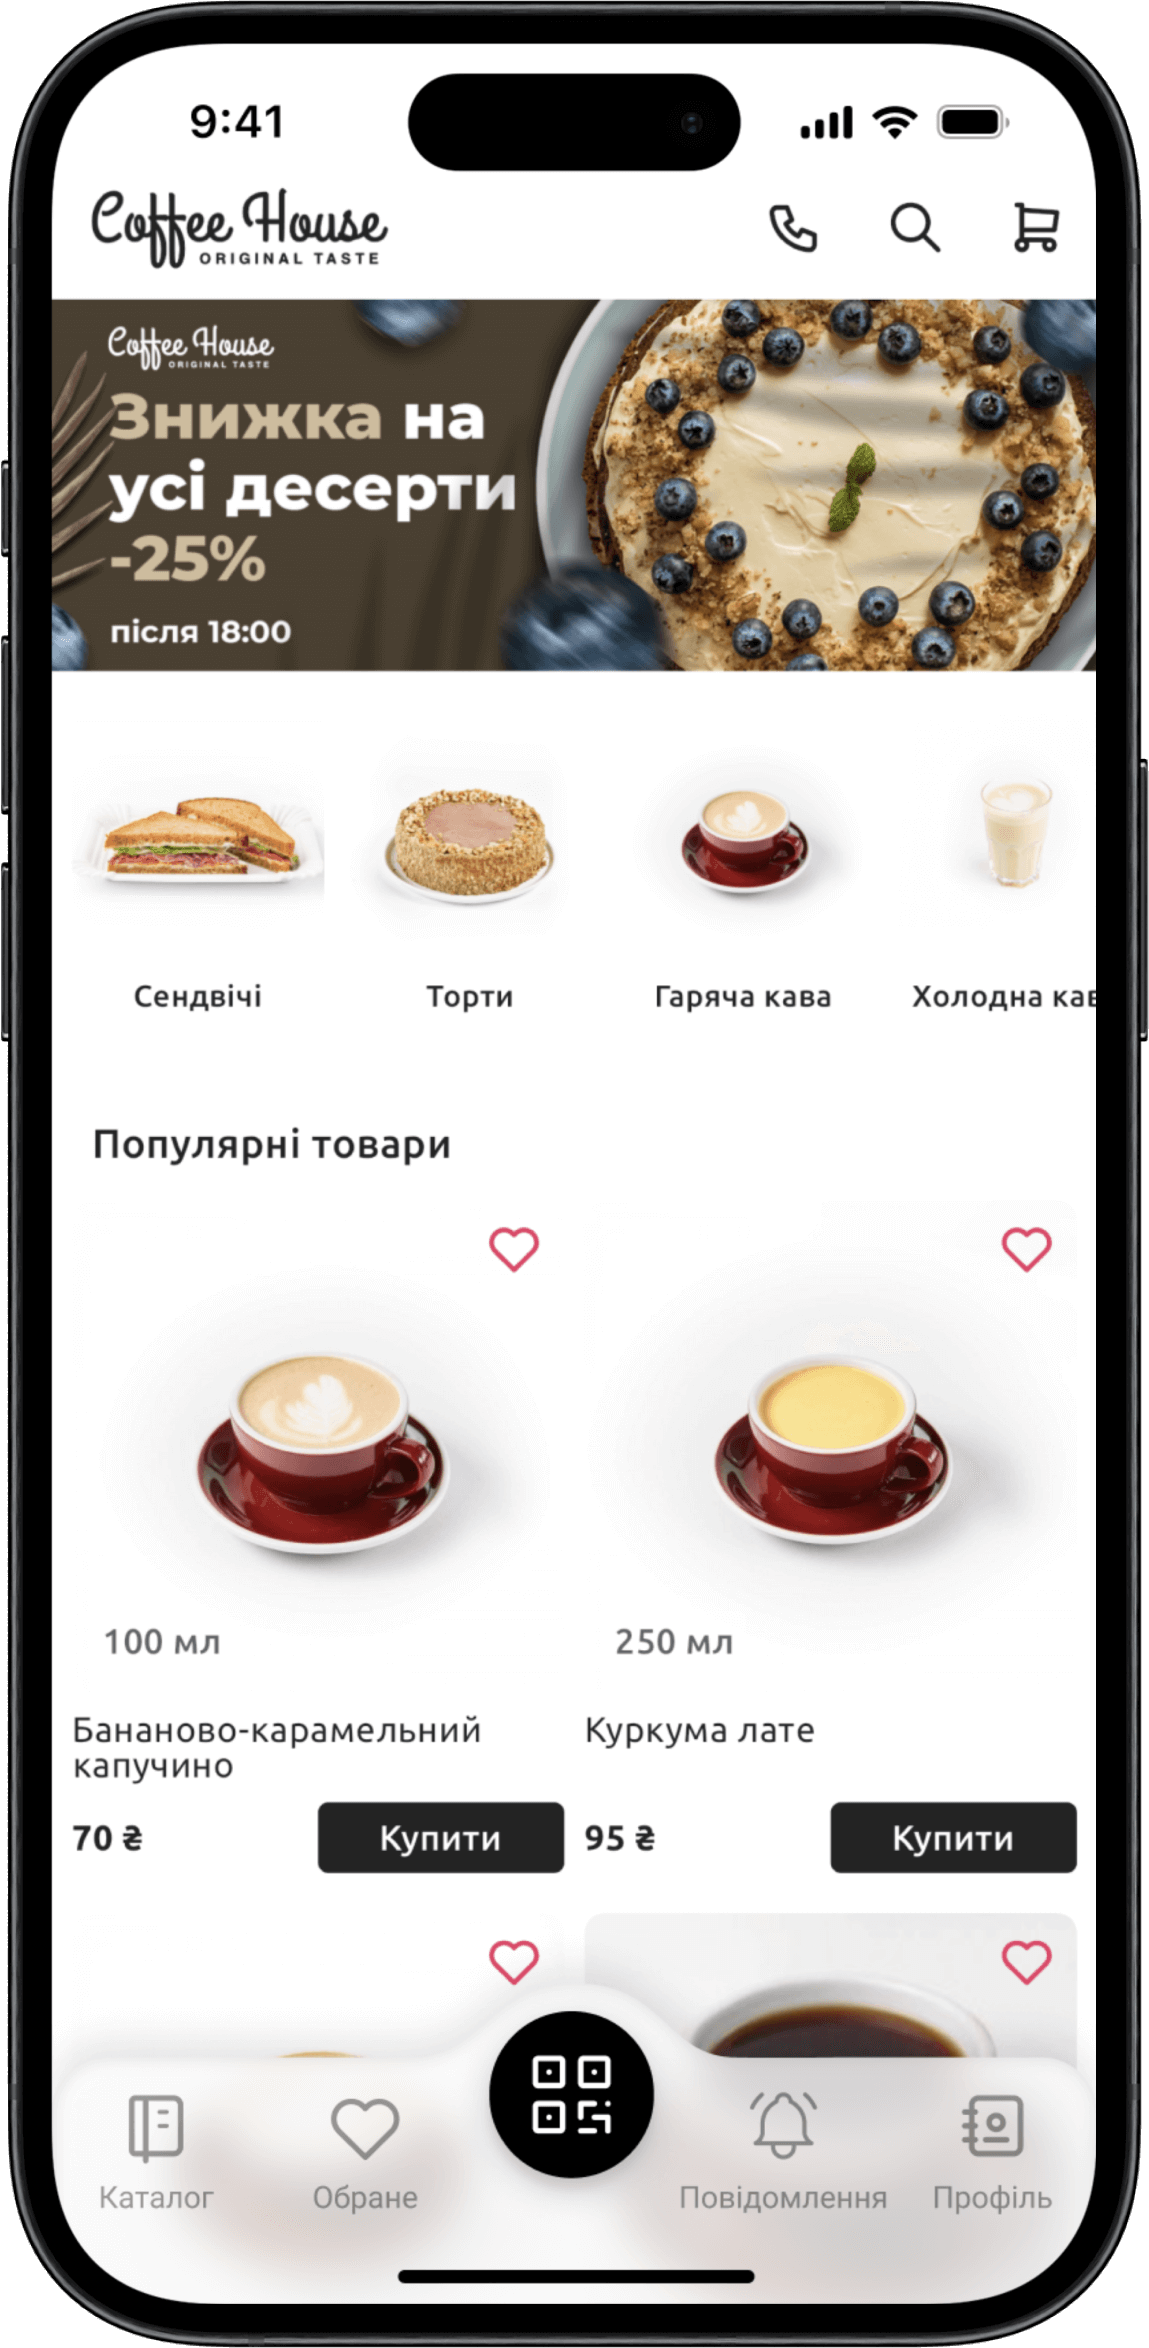 9:41
Coffee House
ORIGINAL TASTE
Coffee House
ORIGINAL TASTE
Знижка на
усі десерти
-25%
після 18:00
Сендвічі
Торти
Гаряча кава
Холодна кав
Популярні товари
100 мл
250 мл
Бананово-карамельний
капучино
Куркума лате
70 ₴
Купити
95 ₴
Купити
Каталог
Обране
Повідомлення
Профіль